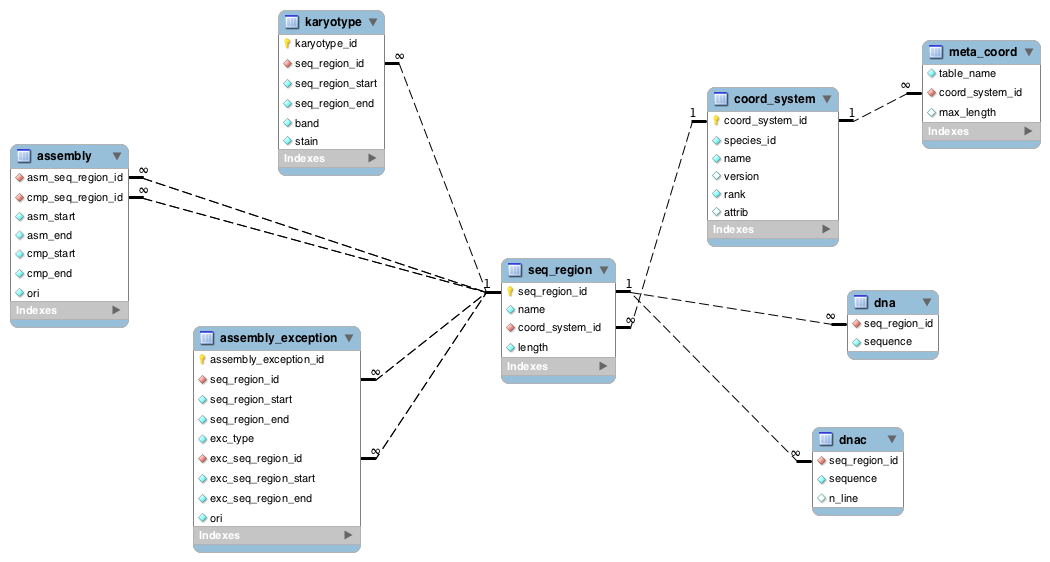 karyotype
karyotype_id
seq_region_id
seq_region_start
seq_region_end
band
stain
Indexes
∞
meta_coord
table_name
coord_system_id
max_length
Indexes
∞
coord_system
coord_system_id
species_id
name
version
rank
attrib
Indexes
1
1
assembly
asm_seq_region_id
cmp_seq_region_id
asm_start
asm_end
cmp_start
cmp_end
ori
Indexes
∞
∞
seq_region
seq_region_id
name
coord_system_id
length
Indexes
1
1
∞
dna
seq_region_id
sequence
∞
assembly_exception
assembly_exception_id
seq_region_id
seq_region_start
seq_region_end
exc_type
exc_seq_region_id
exc_seq_region_start
exc_seq_region_end
ori
Indexes
∞
∞
dnac
seq_region_id
sequence
n_line
∞